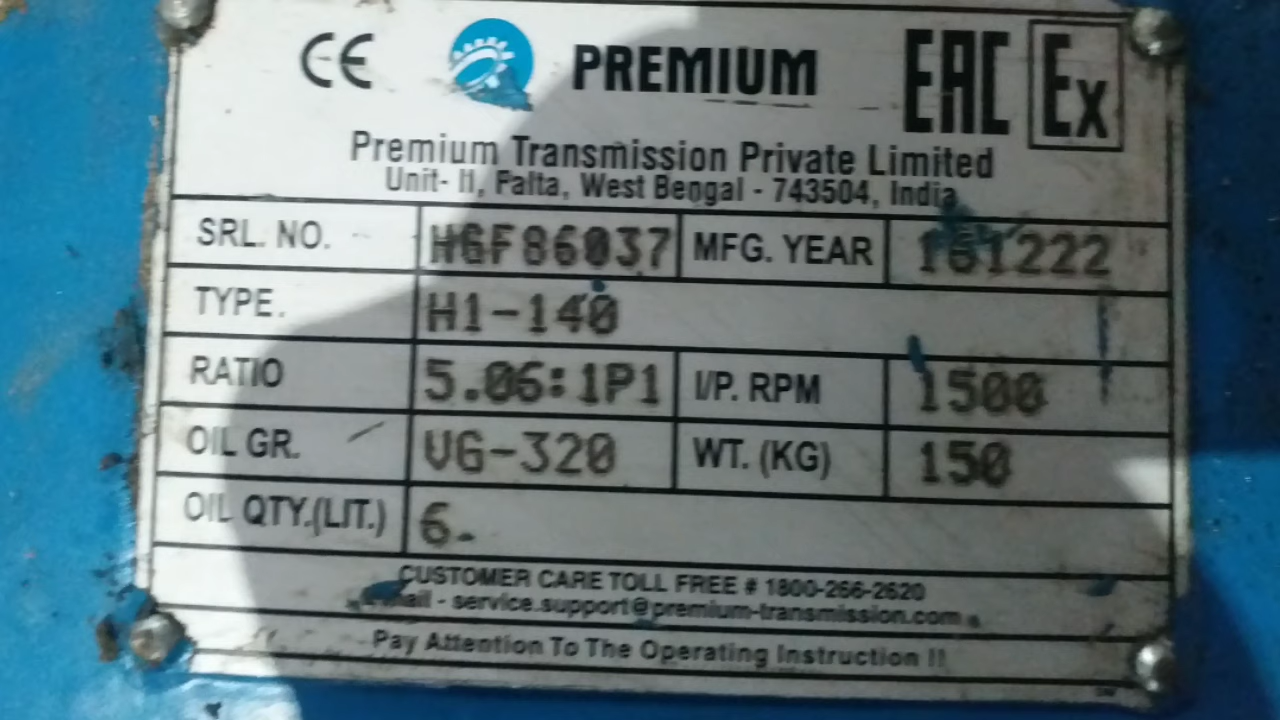 CE PREMIUM EAC Ex
Premium Transmission Private Limited
Unit- II, Falta, West Bengal - 743504, India
SRL. NO. HGF86037 MFG. YEAR 161222
TYPE. H1-140
RATIO 5.06:1P1 I/P. RPM 1500
OIL GR. VG-320 WT. (KG) 150
OIL QTY.(LIT.) 6.
CUSTOMER CARE TOLL FREE # 1800-266-2620
- service.support@premium-transmission.com
Pay Attention To The Operating Instruction !!